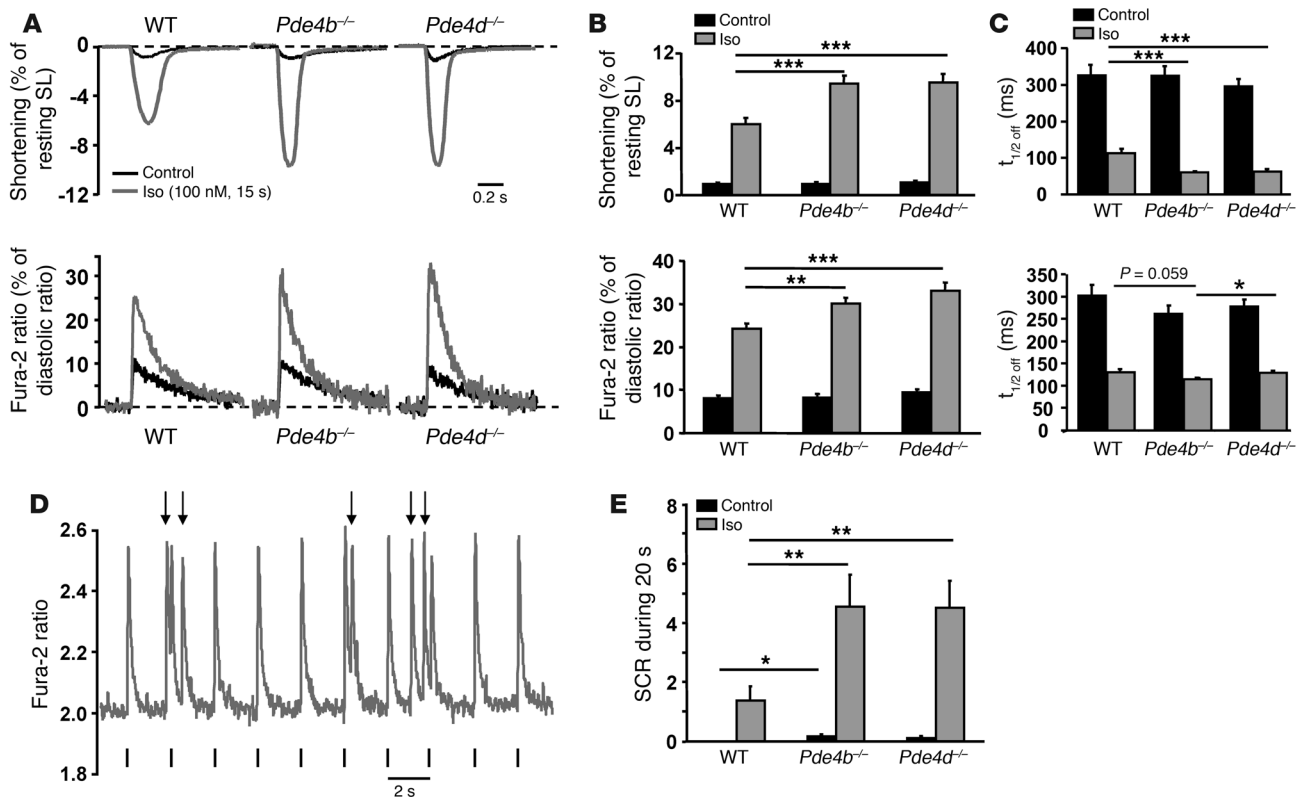 A
WT
Pde4b–/–
Pde4d–/–
Shortening (% of
resting SL)
0
-4
-8
-12
Control
Iso (100 nM, 15 s)
0.2 s
Fura-2 ratio (% of
diastolic ratio)
30
20
10
0
WT
Pde4b–/–
Pde4d–/–
B
Control
Iso
Shortening (% of
resting SL)
12
8
4
0
***
***
WT
Pde4b–/–
Pde4d–/–
Fura-2 ratio (% of
diastolic ratio)
40
30
20
10
0
***
**
WT
Pde4b–/–
Pde4d–/–
C
Control
Iso
t1/2 off (ms)
400
300
200
100
0
***
***
WT
Pde4b–/–
Pde4d–/–
t1/2 off (ms)
350
300
250
200
150
100
50
0
P = 0.059
*
WT
Pde4b–/–
Pde4d–/–
D
Fura-2 ratio
2.6
2.4
2.2
2.0
1.8
2 s
E
Control
Iso
SCR during 20 s
8
6
4
2
0
**
**
*
WT
Pde4b–/–
Pde4d–/–